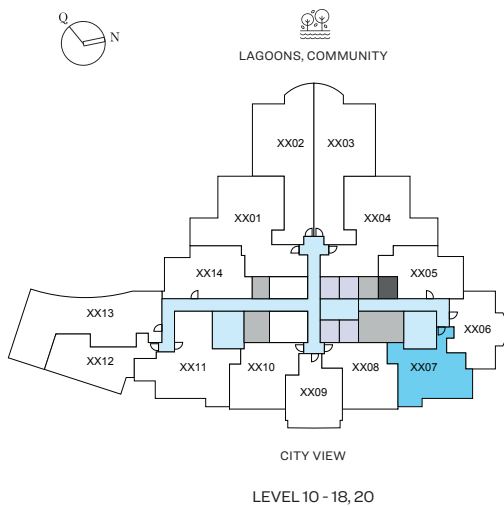 Q
N
LAGOONS, COMMUNITY
XX02
XX03
XX01
XX04
XX14
XX05
XX13
XX06
XX12
XX11
XX10
XX08
XX07
XX09
CITY VIEW
LEVEL 10 - 18, 20